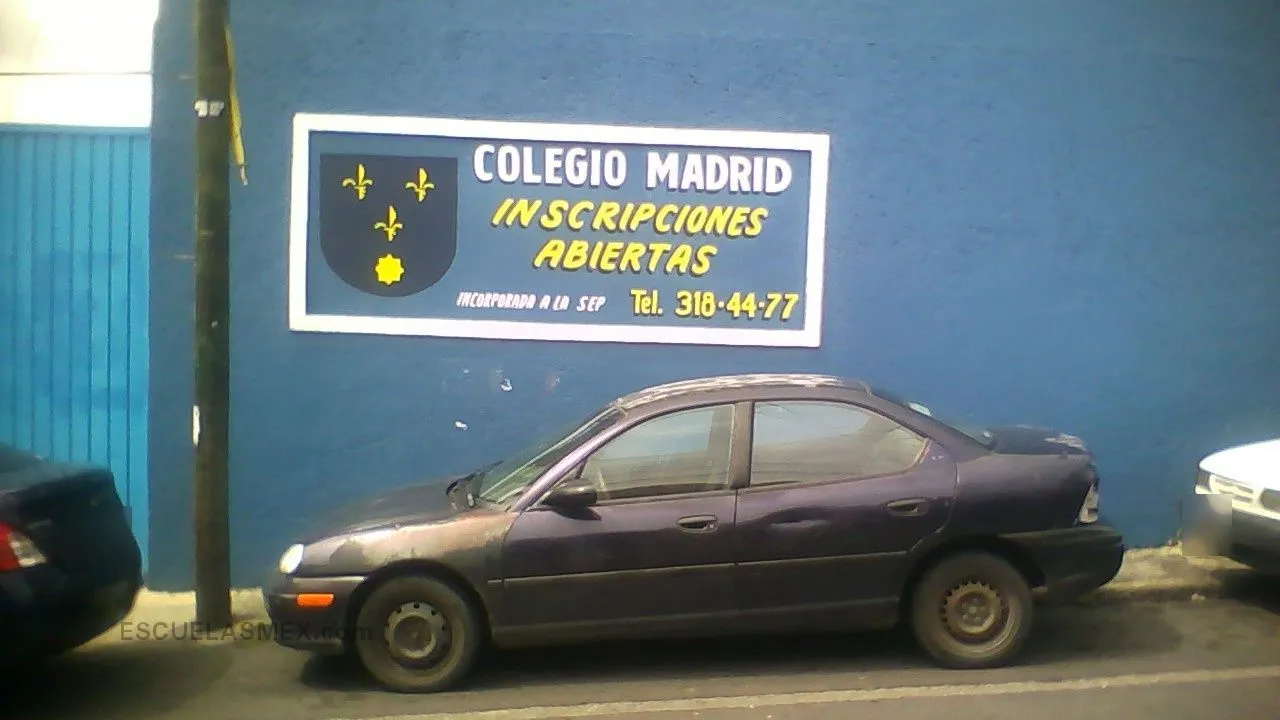 COLEGIO MADRID
INSCRIPCIONES
ABIERTAS
INCORPORADA A LA SEP Tel. 318-44-77
ESCUELASMEX.com